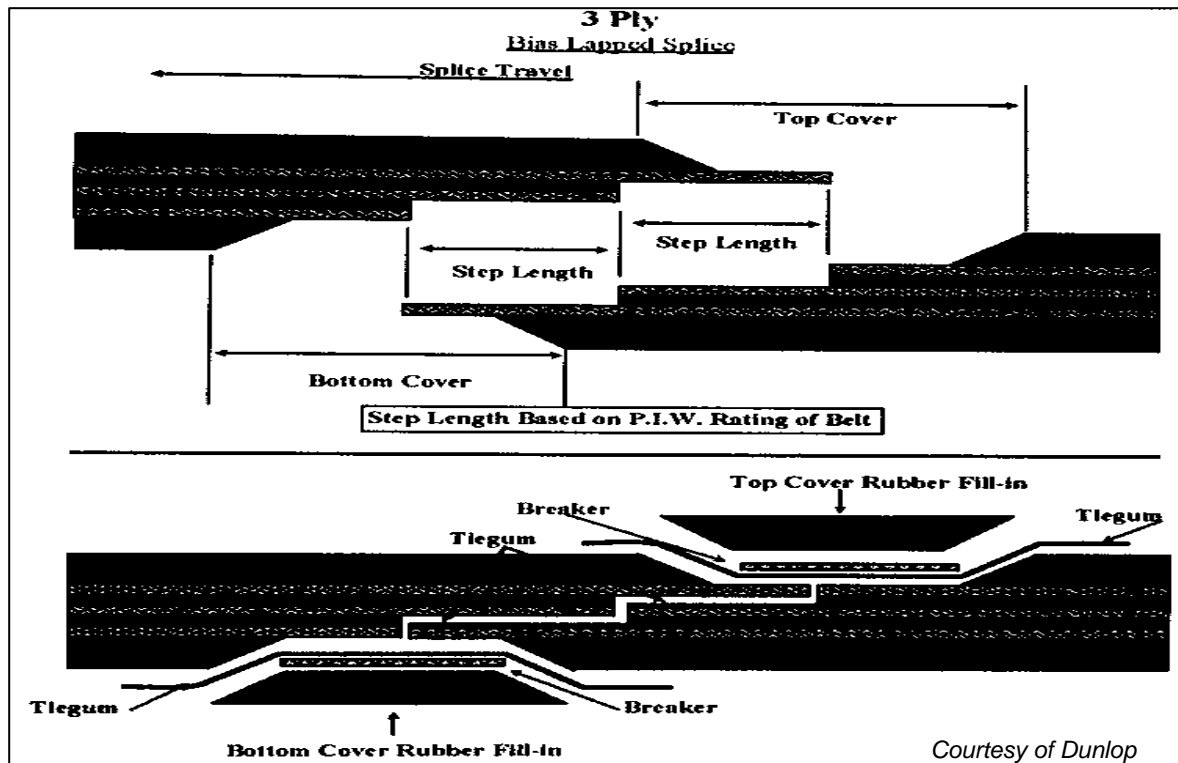 3 Ply
Bias Lapped Splice
Splice Travel
Top Cover
Step Length
Step Length
Bottom Cover
Step Length Based on P.I.W. Rating of Belt
Top Cover Rubber Fill-in
Breaker
Tiegum
Tiegum
Tiegum
Breaker
Bottom Cover Rubber Fill-in
Courtesy of Dunlop